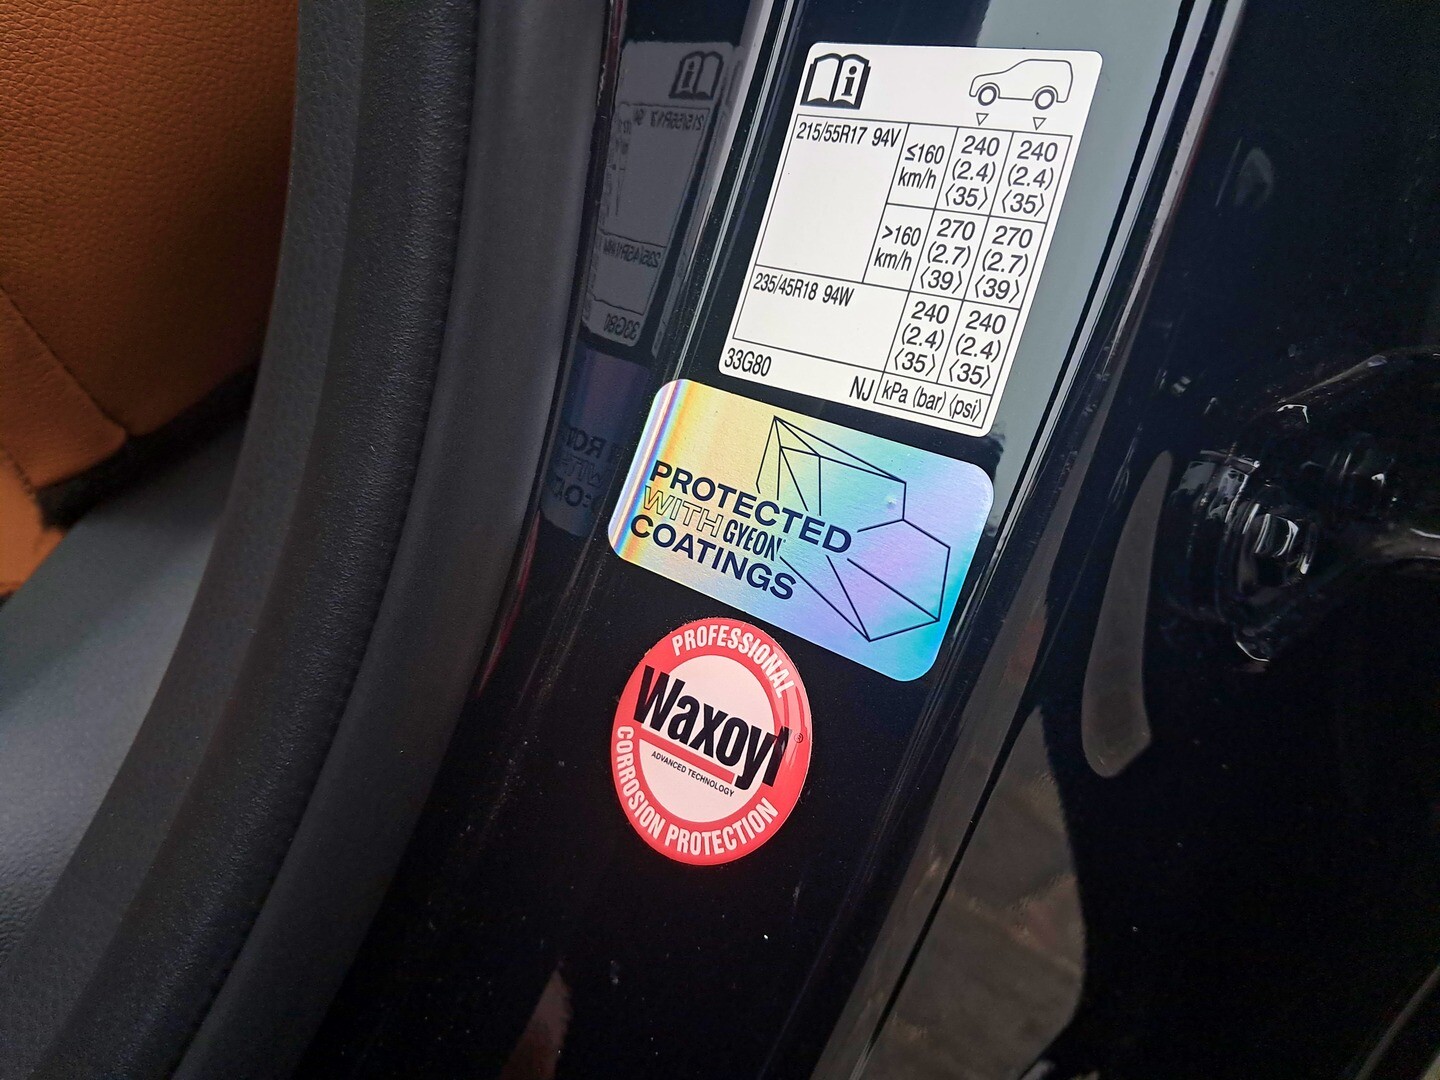 215/55R17 94V
≤160
km/h
240
(2.4)
⟨35⟩
240
(2.4)
⟨35⟩
>160
km/h
270
(2.7)
⟨39⟩
270
(2.7)
⟨39⟩
235/45R18 94W
240
(2.4)
⟨35⟩
240
(2.4)
⟨35⟩
33G80
NJ
kPa (bar) ⟨psi⟩
PROTECTED
WITH GYEON
COATINGS
PROFESSIONAL
Waxoyl®
ADVANCED TECHNOLOGY
CORROSION PROTECTION